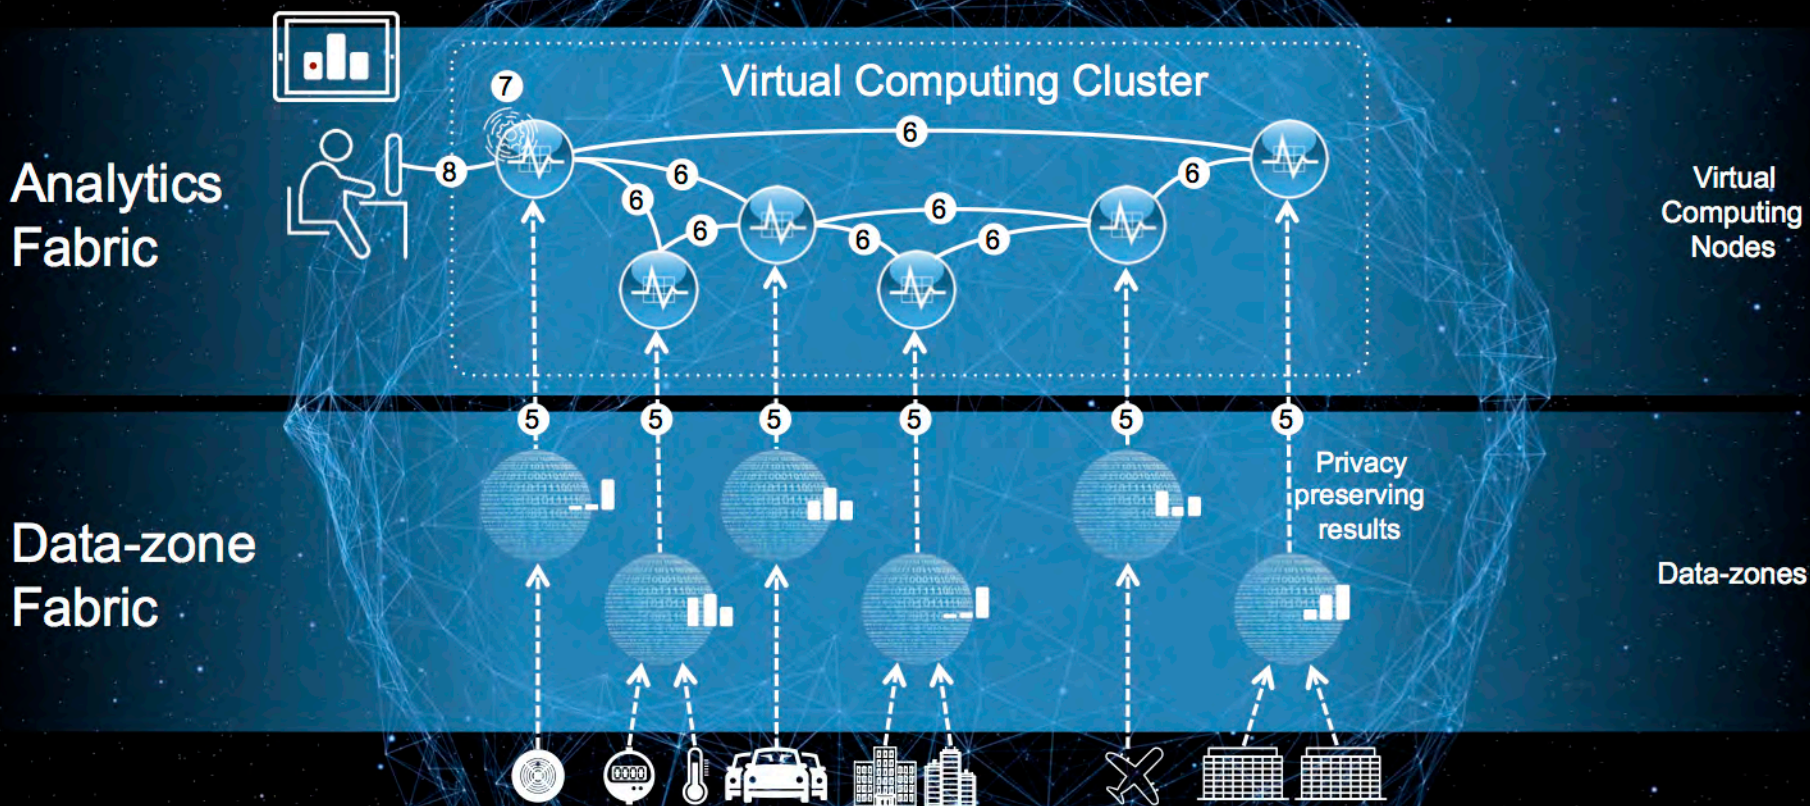 Virtual Computing Cluster
7
6
8
6
6
6
6
6
6
6
Analytics
Fabric
Virtual
Computing
Nodes
5
5
5
5
5
5
Privacy
preserving
results
Data-zone
Fabric
Data-zones
0000